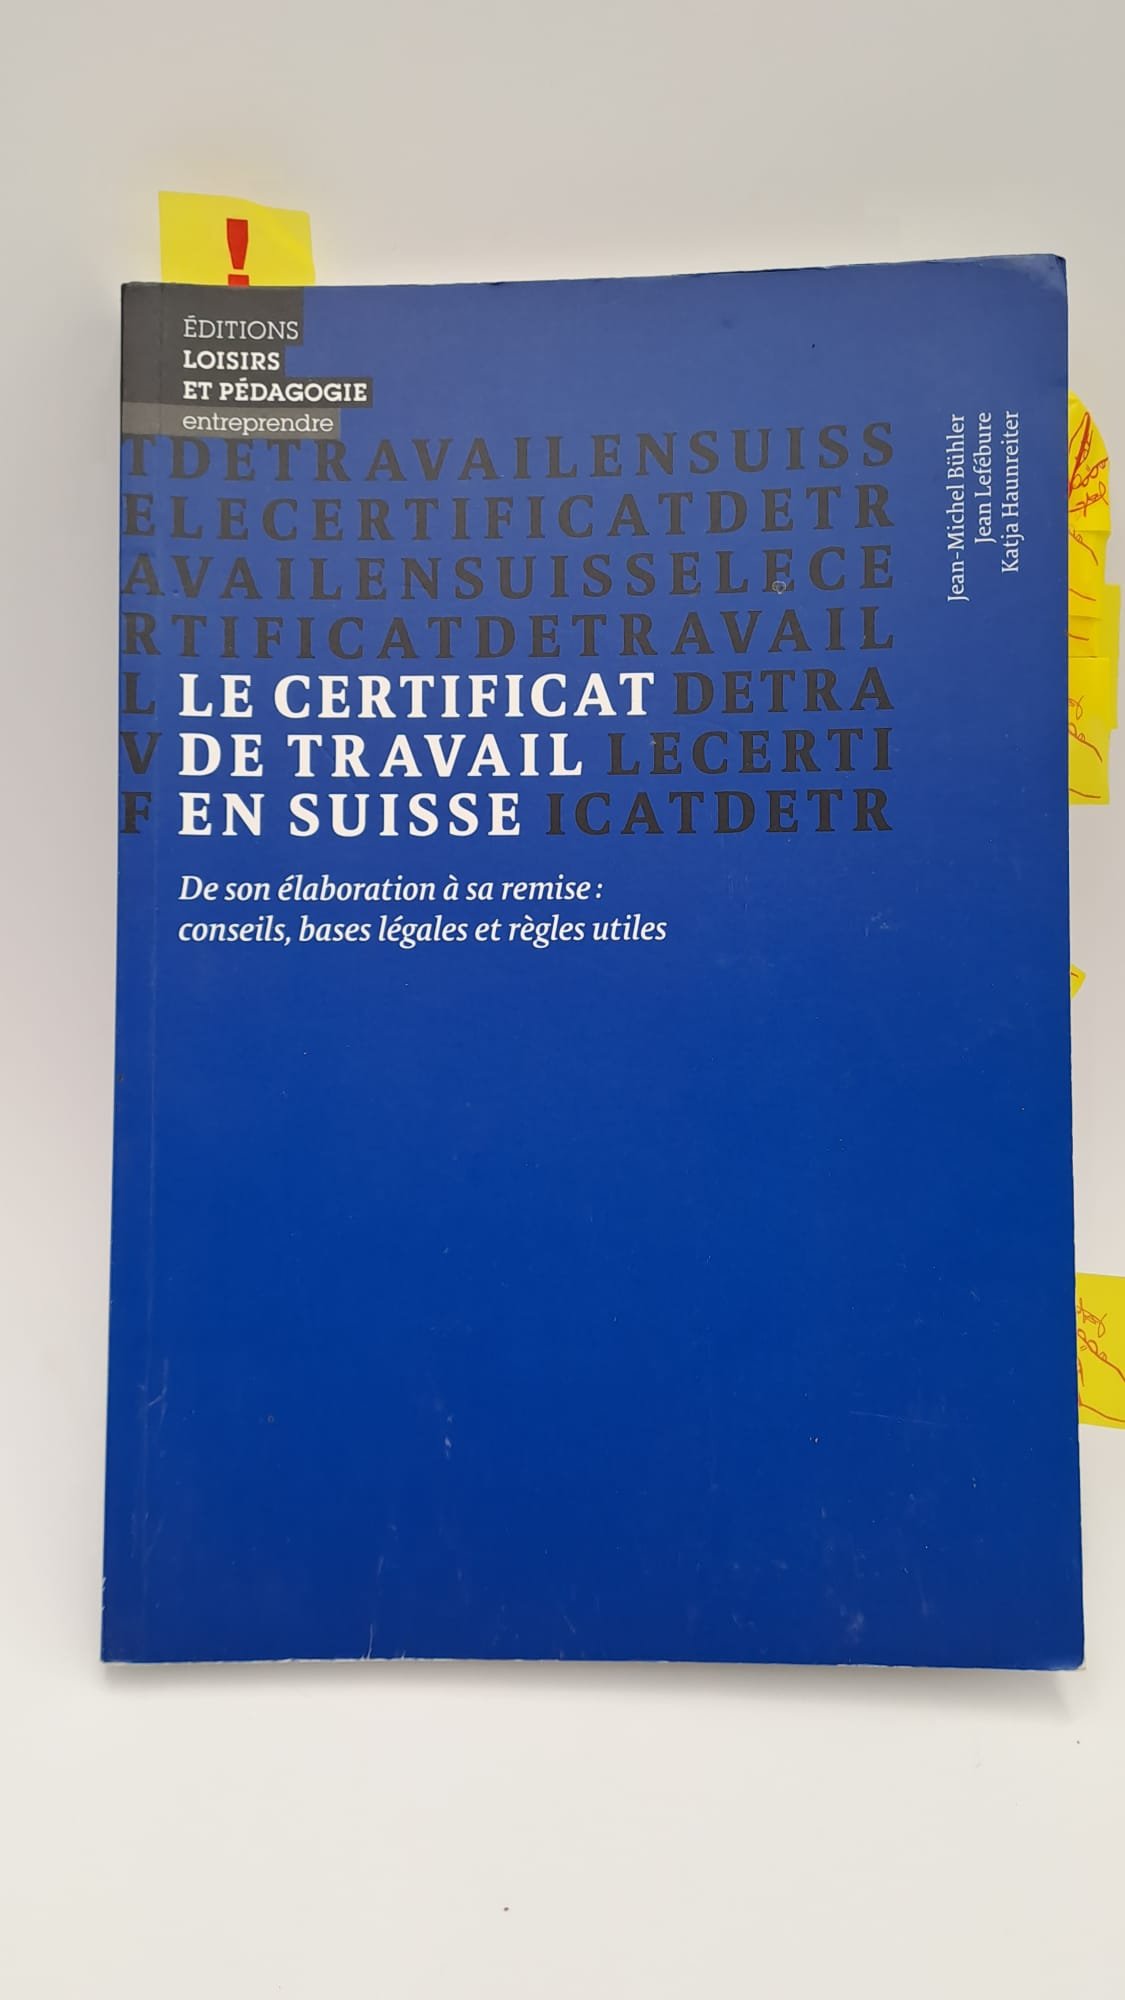 !
ÉDITIONS
LOISIRS
ET PÉDAGOGIE
entreprendre
TDETRAVAILENSUISS
ELECERTIFICATDETR
AVAILENSUISSELECE
RTIFICATDETRAVAIL
L LE CERTIFICAT DETRA
V DE TRAVAIL LECERTI
F EN SUISSE ICATDETR
De son élaboration à sa remise :
conseils, bases légales et règles utiles
Jean-Michel Bühler
Jean Lefébure
Katja Haunreiter